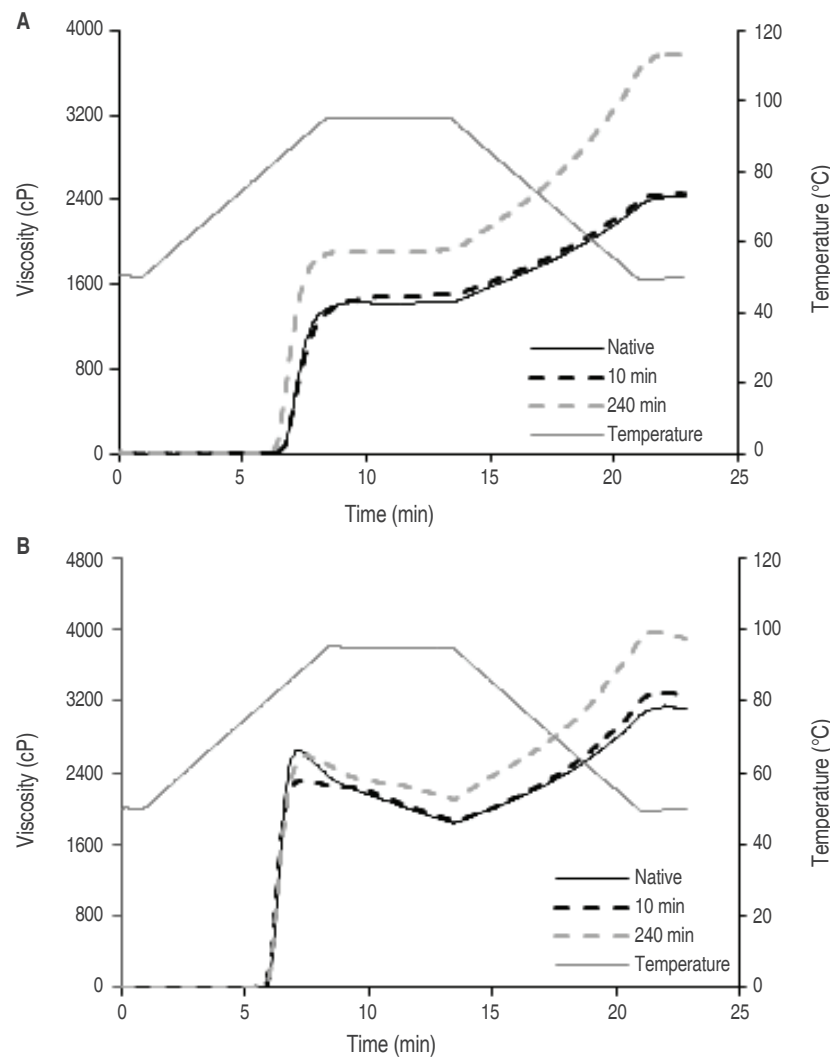 A
4000
3200
2400
1600
800
0
Viscosity (cP)
120
100
80
60
40
20
0
Temperature (°C)
Native
10 min
240 min
Temperature
0 5 10 15 20 25
Time (min)
B
4800
4000
3200
2400
1600
800
0
Viscosity (cP)
120
100
80
60
40
20
0
Temperature (°C)
Native
10 min
240 min
Temperature
0 5 10 15 20 25
Time (min)